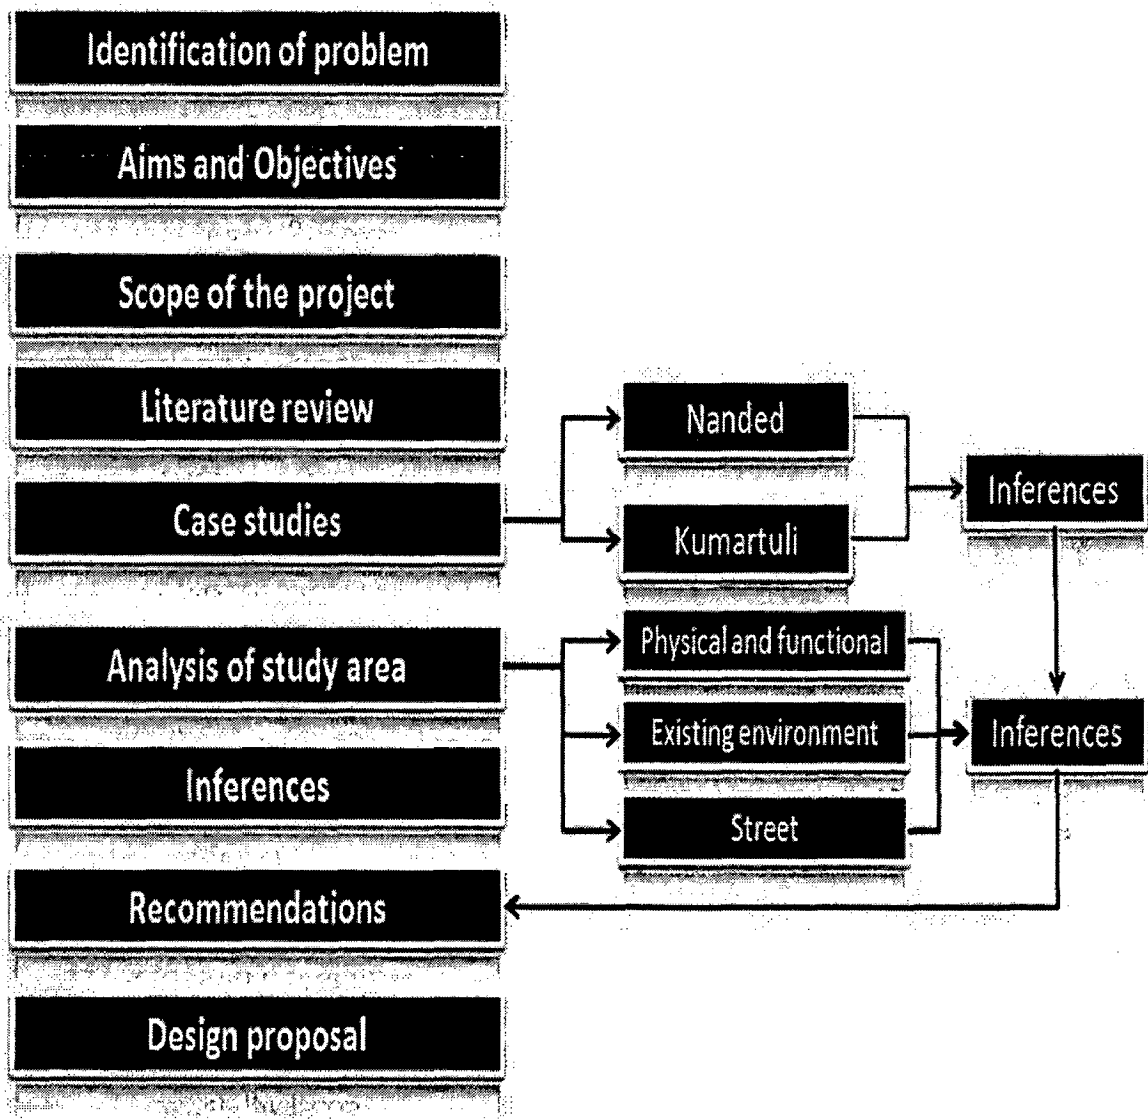 Identification of problem
Aims and Objectives
Scope of the project
Literature review
Case studies
Nanded
Kumartuli
Inferences
Analysis of study area
Physical and functional
Existing environment
Street
Inferences
Inferences
Recommendations
Design proposal